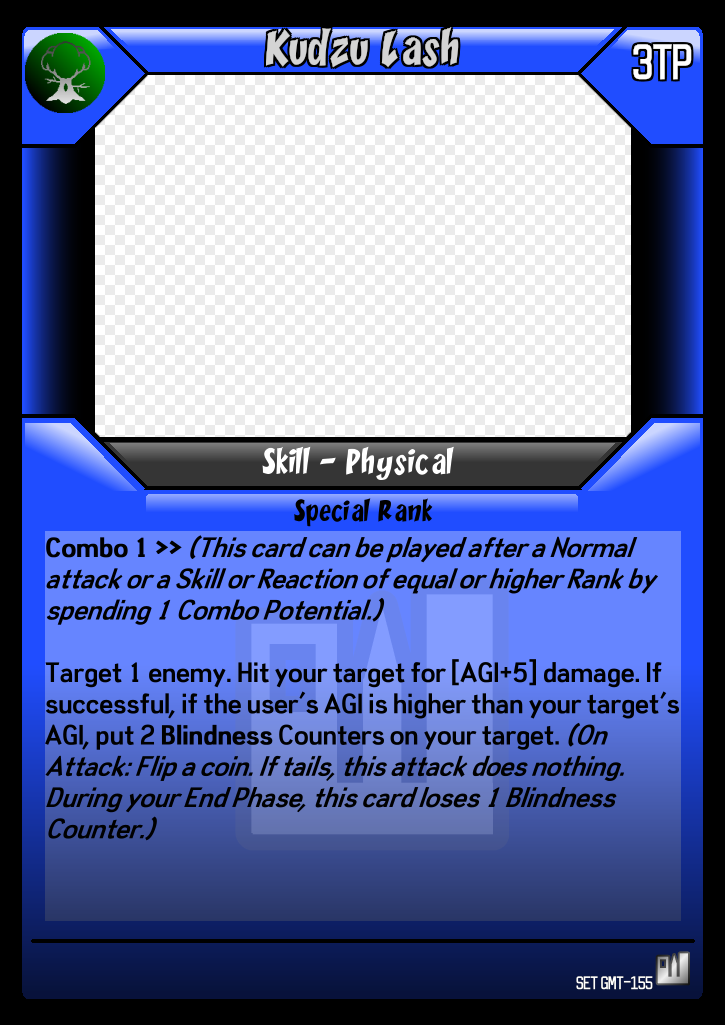 Kudzu Lash
3TP
Skill - Physical
Special Rank
Combo 1 >> (This card can be played after a Normal
attack or a Skill or Reaction of equal or higher Rank by
spending 1 Combo Potential.)
Target 1 enemy. Hit your target for [AGI+5] damage. If
successful, if the user's AGI is higher than your target's
AGI, put 2 Blindness Counters on your target. (On
Attack: Flip a coin. If tails, this attack does nothing.
During your End Phase, this card loses 1 Blindness
Counter.)
SET GMT-155